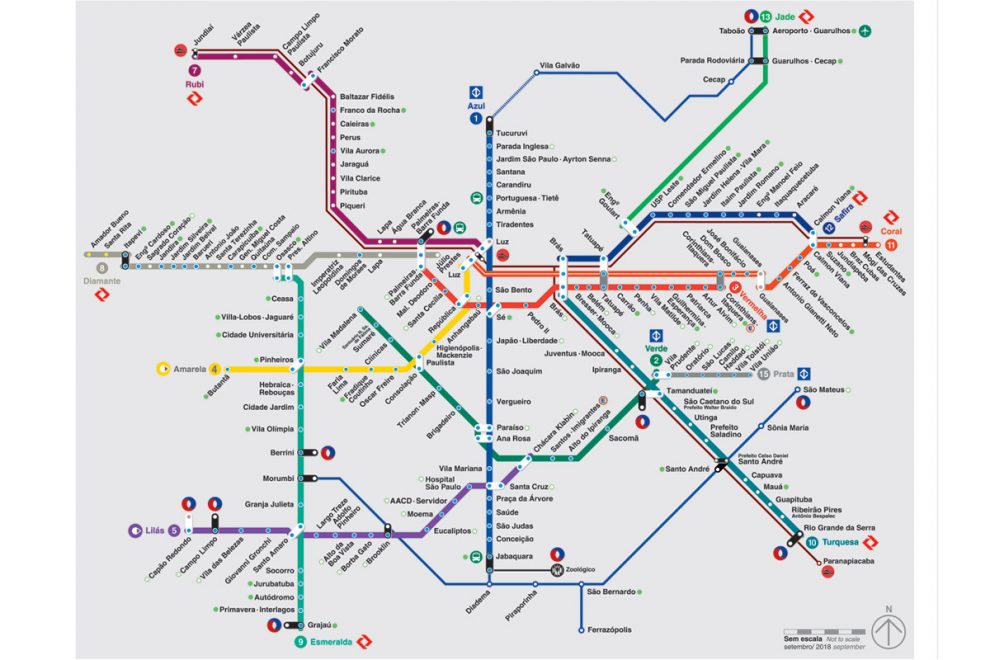 13 Jade
Taboão
Aeroporto - Guarulhos
Parada Rodoviária
Guarulhos - Cecap
Cecap
Vila Galvão
Jundiaí
Várzea
Paulista
Campo Limpo
Paulista
Botujuru
Francisco Morato
7
Rubi
Baltazar Fidélis
Franco da Rocha
Caieiras
Perus
Vila Aurora
Jaraguá
Vila Clarice
Pirituba
Piqueri
Azul
1
Tucuruvi
Parada Inglesa
Jardim São Paulo - Ayrton Senna
Santana
Carandiru
Portuguesa - Tietê
Armênia
Tiradentes
Luz
São Bento
Sé
Japão - Liberdade
São Joaquim
Vergueiro
Paraíso
Ana Rosa
Vila Mariana
Santa Cruz
Praça da Árvore
Saúde
São Judas
Conceição
Jabaquara
Engº
Goulart
USP Leste
Comendador Ermelino
São Miguel Paulista
Jardim Helena - Vila Mara
Itaim Paulista
Jardim Romano
Engº Manoel Feio
Itaquaquecetuba
Aracaré
Calmon Viana
12
Safira
Coral
11
Estudantes
Mogi das Cruzes
Braz Cubas
Jundiapeba
Suzano
Calmon Viana
Poá
Ferraz de Vasconcelos
Antonio Gianetti Neto
Guaianases
José Bonifácio
Dom Bosco
Corinthians-
Itaquera
Guaianases
Brás
Tatuapé
3
Vermelha
Corinthians-
Itaquera
Artur Alvim
Patriarca
Guilhermina-
Esperança
Vila
Matilde
Penha
Carrão
Tatuapé
Belém
Bresser - Mooca
Brás
Pedro II
Anhangabaú
República
Santa Cecília
Mal. Deodoro
Palmeiras-
Barra Funda
Júlio
Prestes
Luz
Palmeiras-
Barra Funda
Água Branca
Lapa
Amador Bueno
Santa Rita
Itapevi
Engº Cardoso
Sagrado Coração
Jandira
Jardim Silveira
Jardim Belval
Barueri
Antonio João
Santa Terezinha
Carapicuíba
Gen. Miguel Costa
Quitaúna
Com. Sampaio
Osasco
Pres. Altino
Imperatriz
Leopoldina
Domingos
de Moraes
Lapa
8
Diamante
Ceasa
Villa-Lobos - Jaguaré
Cidade Universitária
Pinheiros
Hebraica-
Rebouças
Cidade Jardim
Vila Olímpia
Berrini
Morumbi
Granja Julieta
Santo Amaro
Socorro
Jurubatuba
Autódromo
Primavera - Interlagos
Grajaú
9 Esmeralda
Amarela 4
Butantã
Faria
Lima
Fradique
Coutinho
Oscar Freire
Paulista
Higienópolis-
Mackenzie
Vila Madalena
Sumaré
Clínicas
Consolação
Trianon - Masp
Brigadeiro
Chácara Klabin
Santos - Imigrantes
Alto do Ipiranga
Sacomã
Tamanduateí
Verde
2
Vila
Prudente
Oratório
São Lucas
Camilo
Haddad
Vila Tolstói
Vila União
15 Prata
Juventus - Mooca
Ipiranga
São Caetano do Sul
Prefeito Walter Braido
Utinga
Prefeito
Saladino
Prefeito Celso Daniel
Santo André
Santo André
Capuava
Mauá
Guapituba
Ribeirão Pires
Antônio Bespalec
Rio Grande da Serra
10 Turquesa
Paranapiacaba
São Mateus
Sônia Maria
Lilás 5
Capão Redondo
Campo Limpo
Vila das Belezas
Giovanni Gronchi
Largo Treze
Adolfo
Pinheiro
Alto da
Boa Vista
Borba Gato
Brooklin
Eucaliptos
Moema
AACD - Servidor
Hospital
São Paulo
Zoológico
Diadema
Piraporinha
São Bernardo
Ferrazópolis
N
Sem escala Not to scale
setembro/ 2018 september